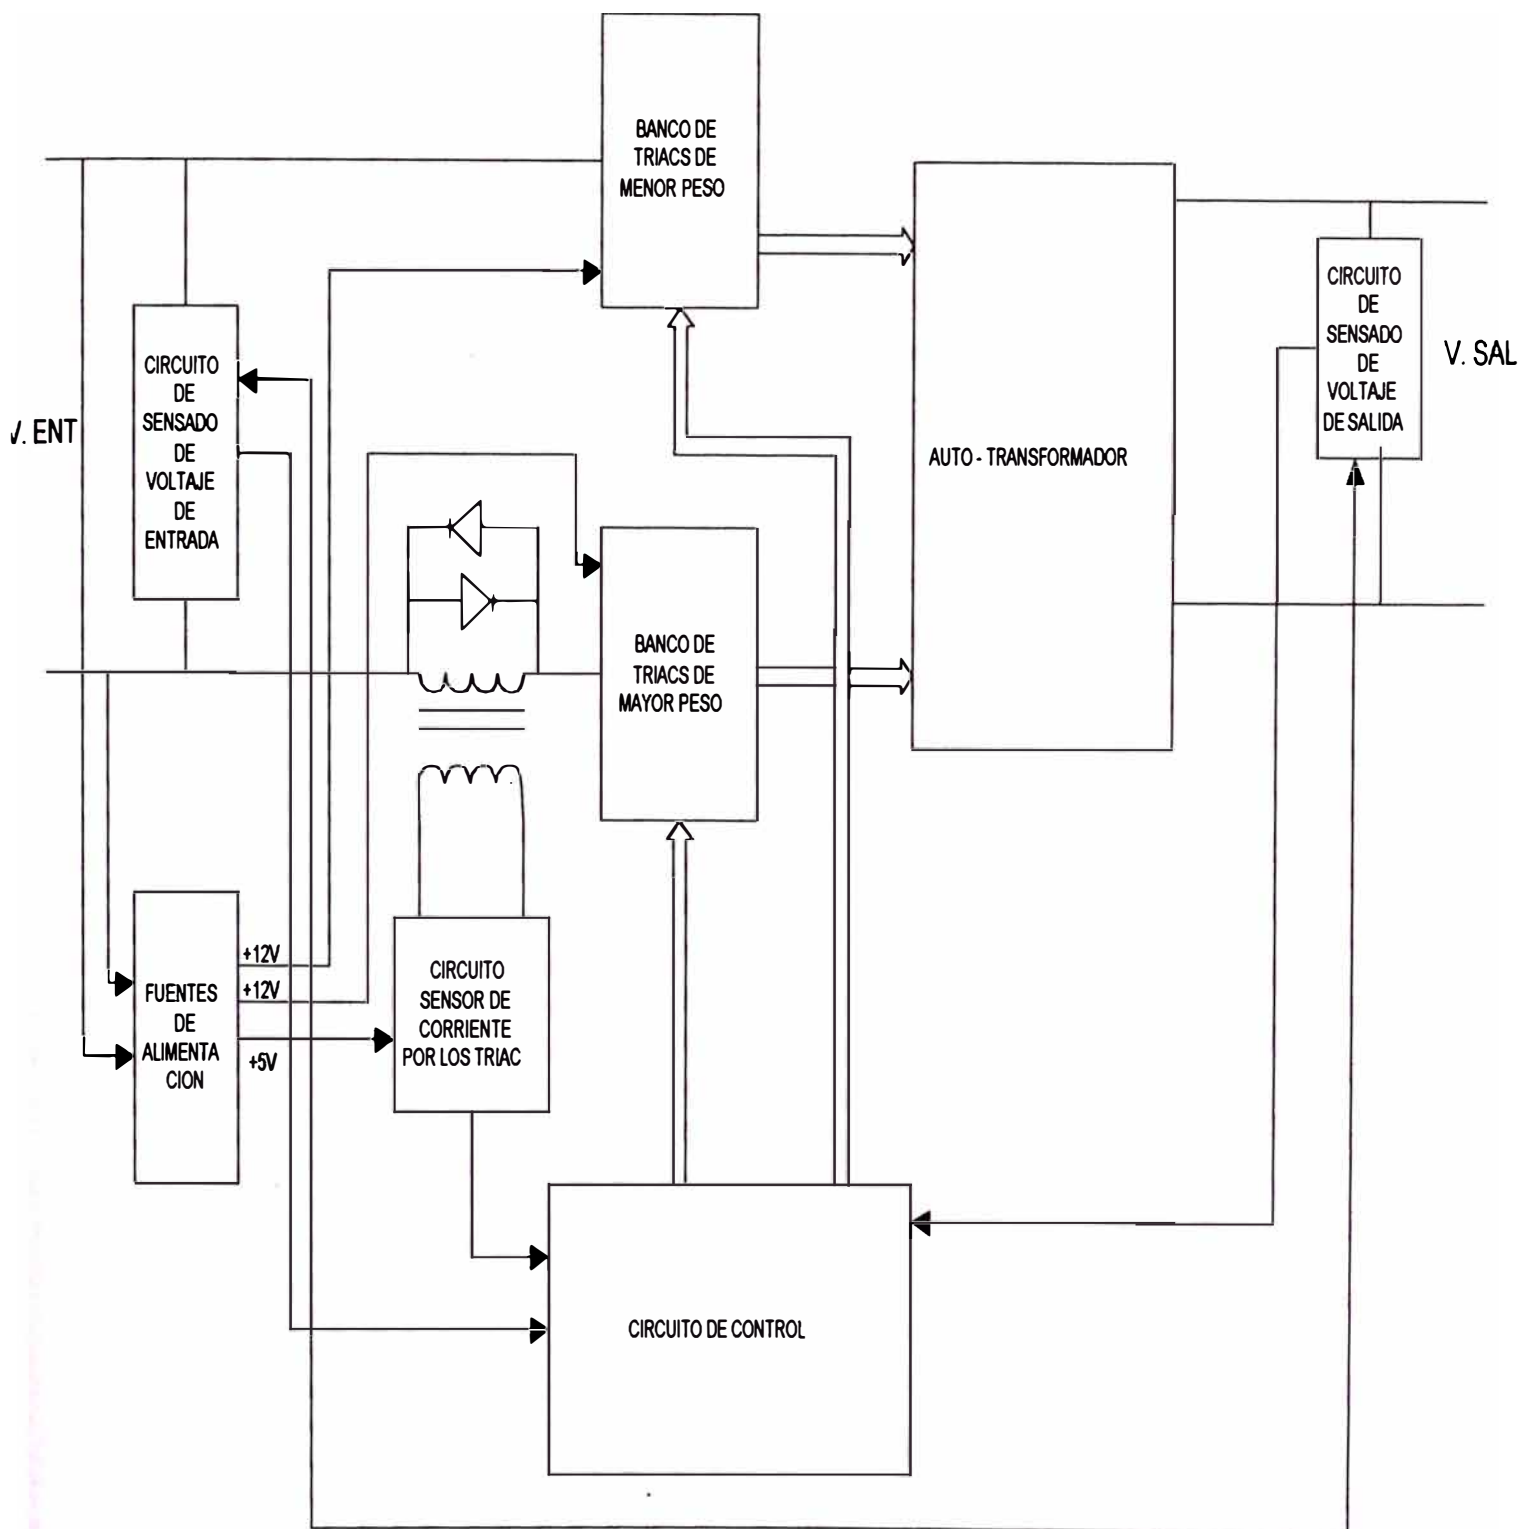 BANCO DE
TRIACS DE
MENOR PESO
CIRCUITO
DE
SENSADO
DE
VOLTAJE
DE SALIDA
V. SAL
CIRCUITO
DE
SENSADO
DE
VOLTAJE
DE
ENTRADA
V. ENT
AUTO - TRANSFORMADOR
BANCO DE
TRIACS DE
MAYOR PESO
FUENTES
DE
ALIMENTA
CION
+12V
+12V
+5V
CIRCUITO
SENSOR DE
CORRIENTE
POR LOS TRIAC
CIRCUITO DE CONTROL